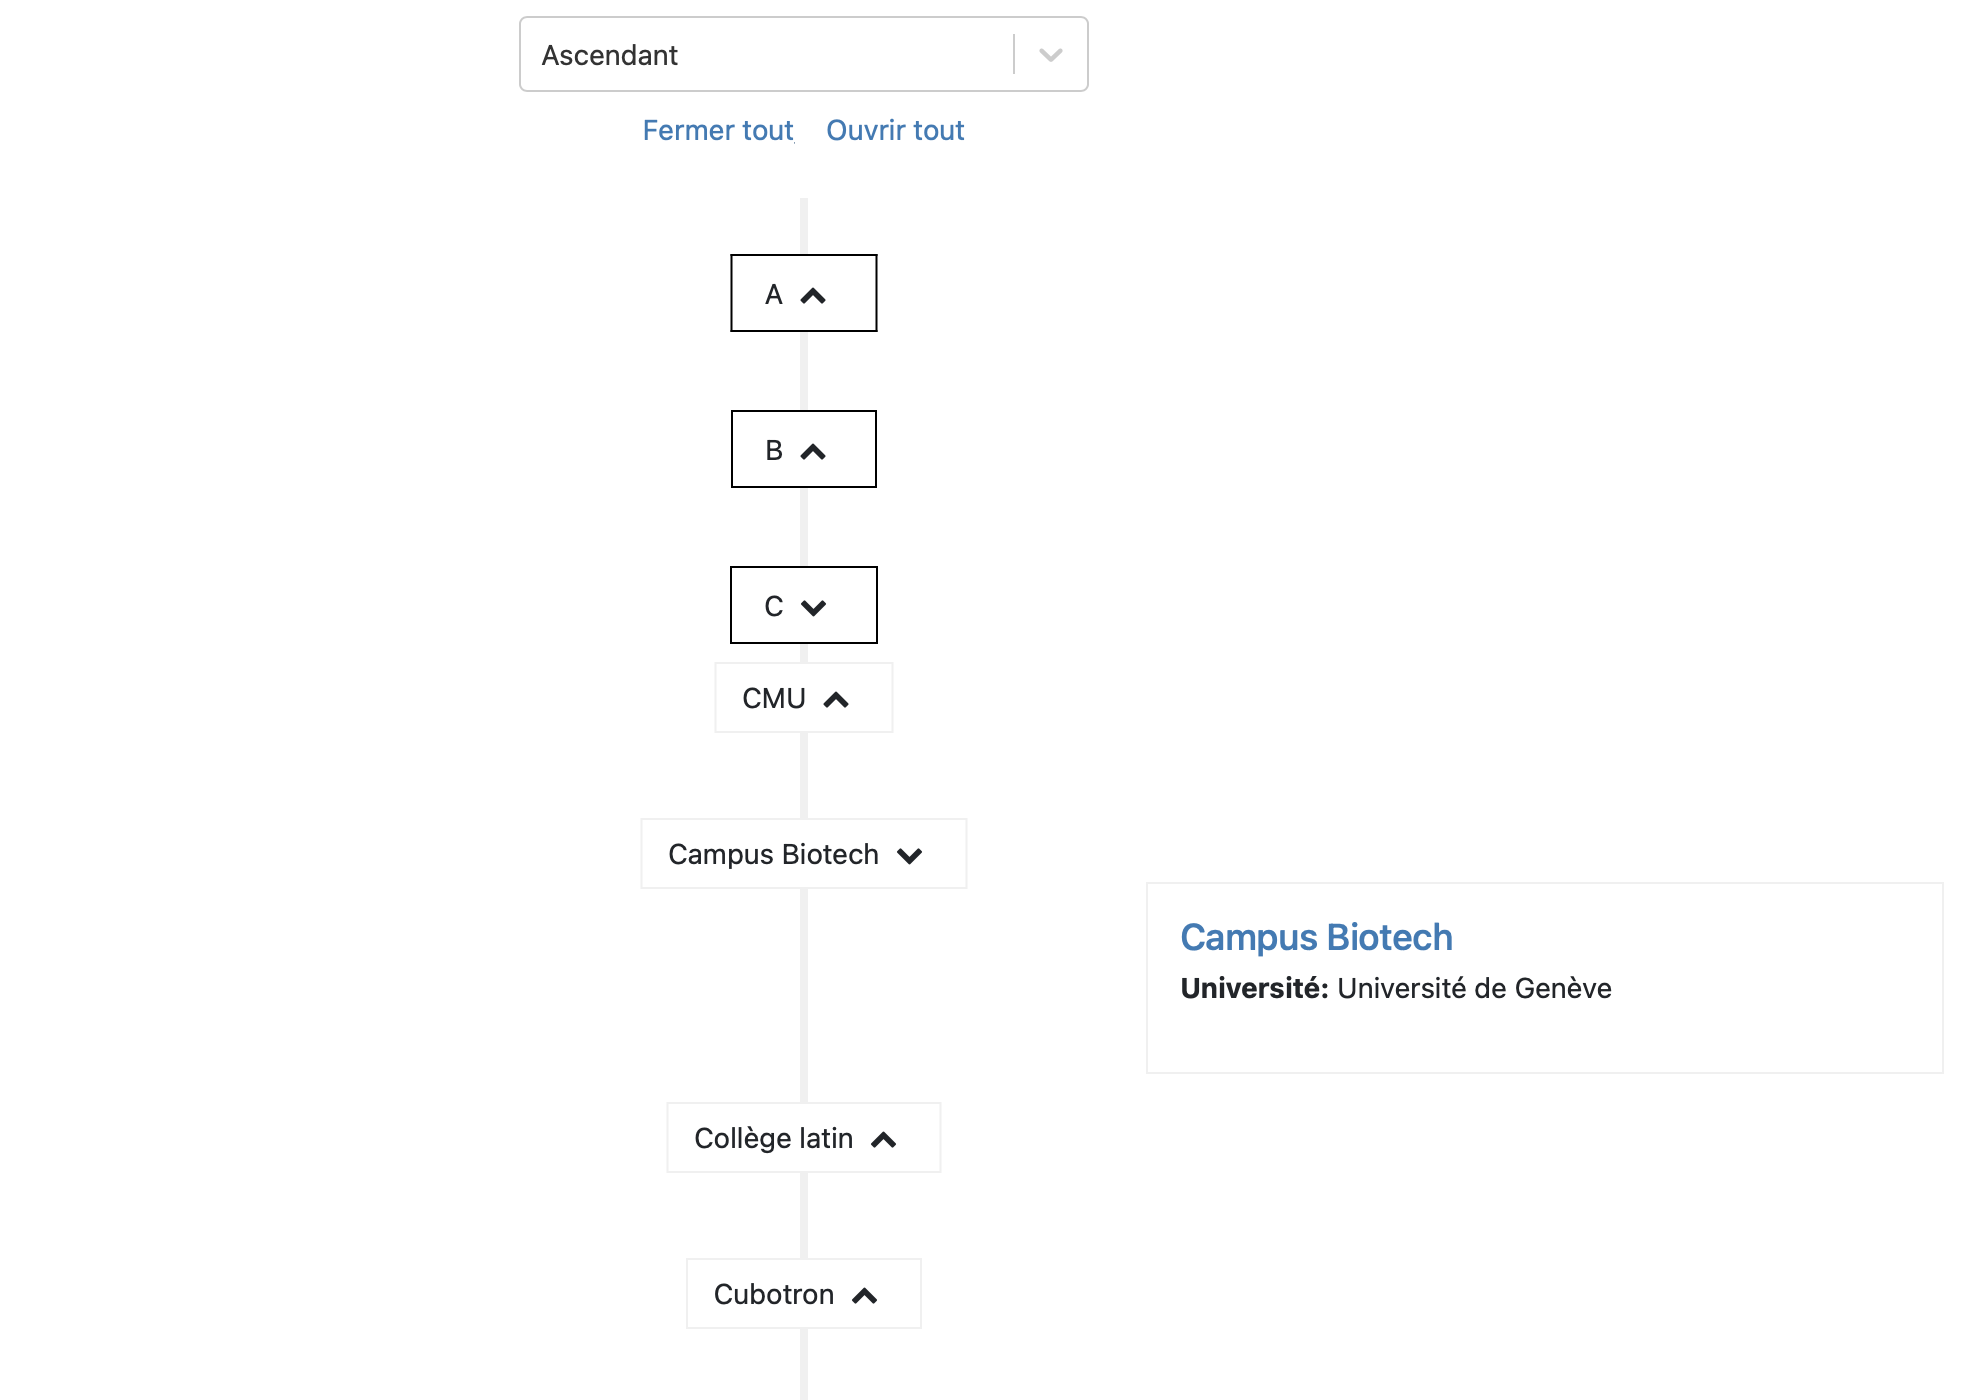 Ascendant
Fermer tout Ouvrir tout
A
B
C
CMU
Campus Biotech
Campus Biotech
Université: Université de Genève
Collège latin
Cubotron